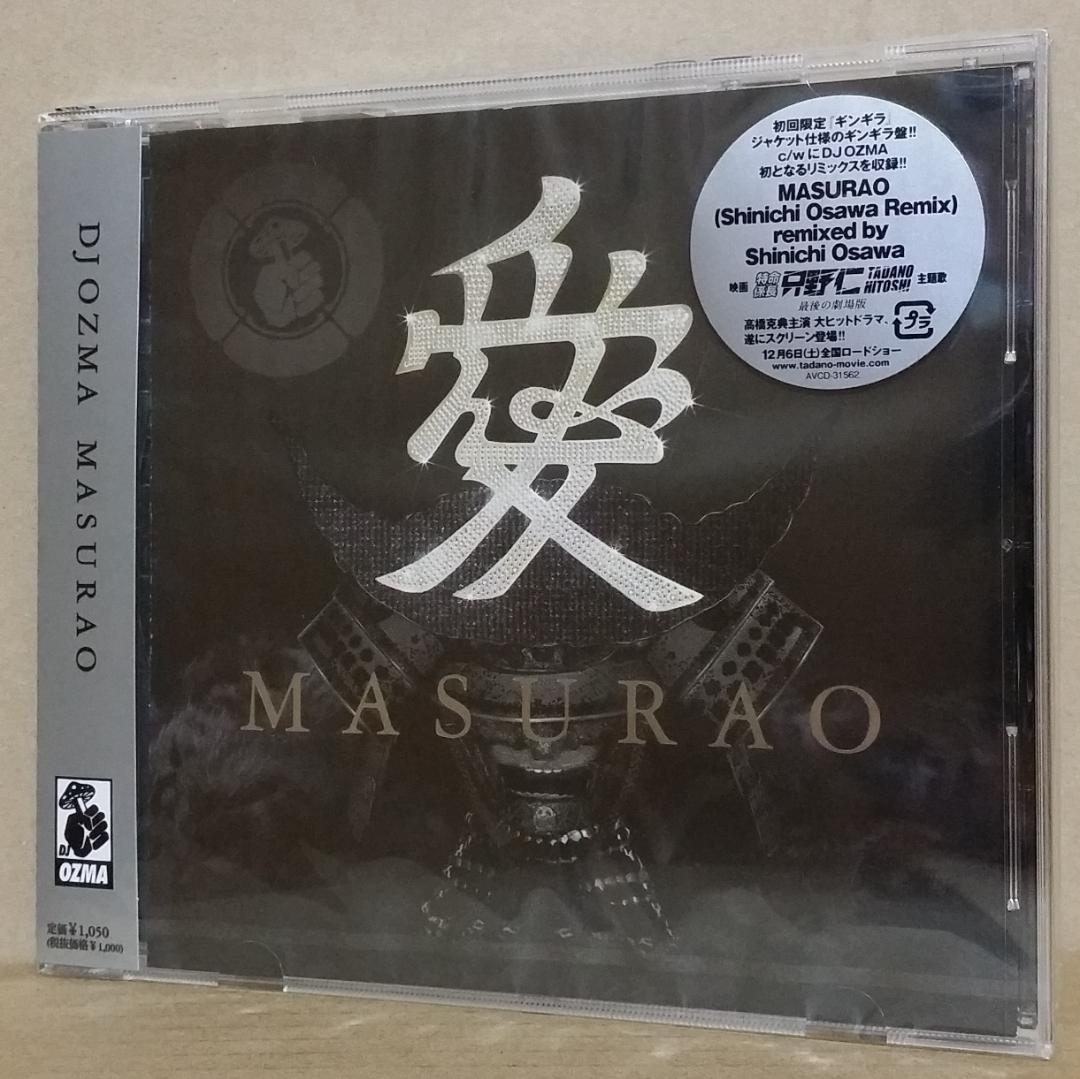 DJ OZMA MASURAO
DJ
OZMA
定価¥1,050
(税抜価格¥1,000)
愛
MASURAO
初回限定『ギンギラ』
ジャケット仕様のギンギラ盤!!
c/wにDJ OZMA
初となるリミックスを収録!!
MASURAO
(Shinichi Osawa Remix)
remixed by
Shinichi Osawa
映画 特命係長 只野仁 TADANO HITOSHI 主題歌
最後の劇場版
高橋克典主演 大ヒットドラマ、
遂にスクリーン登場!!
プラ
12月6日(土)全国ロードショー
www.tadano-movie.com
AVCD-31562